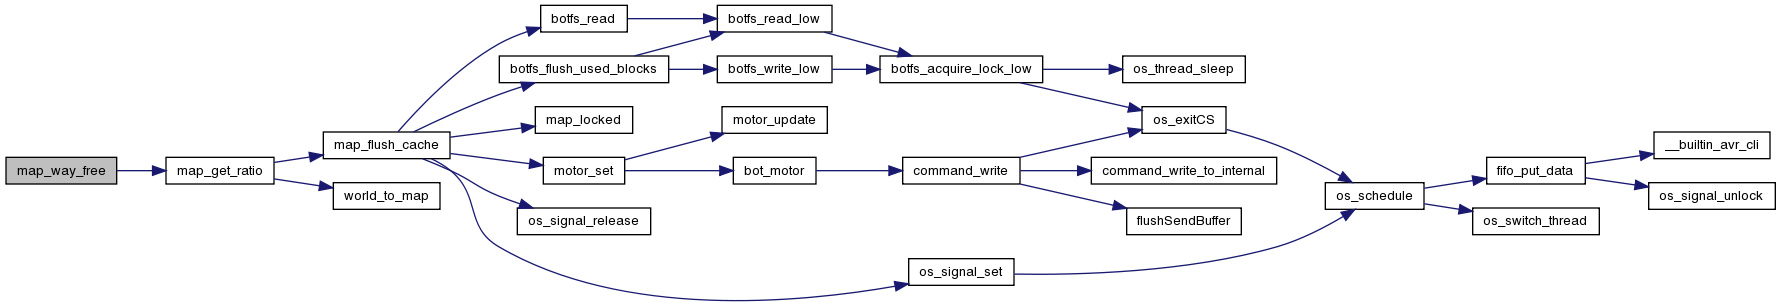 map_way_free
map_get_ratio
map_flush_cache
world_to_map
botfs_read
botfs_flush_used_blocks
map_locked
motor_set
os_signal_release
botfs_read_low
botfs_write_low
motor_update
bot_motor
botfs_acquire_lock_low
command_write
os_signal_set
os_thread_sleep
os_exitCS
command_write_to_internal
flushSendBuffer
os_schedule
fifo_put_data
os_switch_thread
__builtin_avr_cli
os_signal_unlock